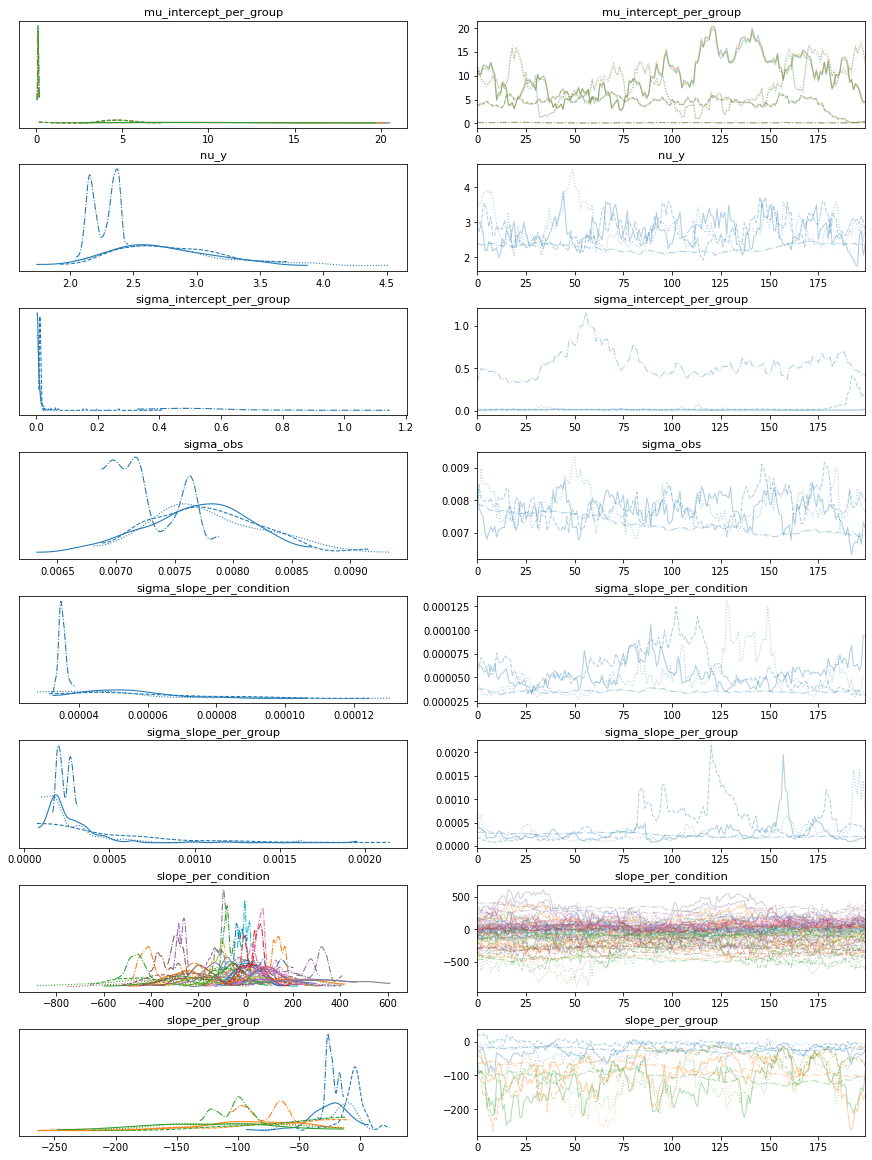 mu_intercept_per_group mu_intercept_per_group
20
15
10
5
0
0 5 10 15 20 0 25 50 75 100 125 150 175
nu_y nu_y
4
3
2
2.0 2.5 3.0 3.5 4.0 4.5 0 25 50 75 100 125 150 175
sigma_intercept_per_group sigma_intercept_per_group
1.0
0.5
0.0
0.0 0.2 0.4 0.6 0.8 1.0 1.2 0 25 50 75 100 125 150 175
sigma_obs sigma_obs
0.009
0.008
0.007
0.0065 0.0070 0.0075 0.0080 0.0085 0.0090 0 25 50 75 100 125 150 175
sigma_slope_per_condition sigma_slope_per_condition
0.000125
0.000100
0.000075
0.000050
0.000025
0.00004 0.00006 0.00008 0.00010 0.00012 0 25 50 75 100 125 150 175
sigma_slope_per_group sigma_slope_per_group
0.0020
0.0015
0.0010
0.0005
0.0000
0.0000 0.0005 0.0010 0.0015 0.0020 0 25 50 75 100 125 150 175
slope_per_condition slope_per_condition
500
0
−500
−800 −600 −400 −200 0 200 400 600 0 25 50 75 100 125 150 175
slope_per_group slope_per_group
0
−100
−200
−250 −200 −150 −100 −50 0 0 25 50 75 100 125 150 175